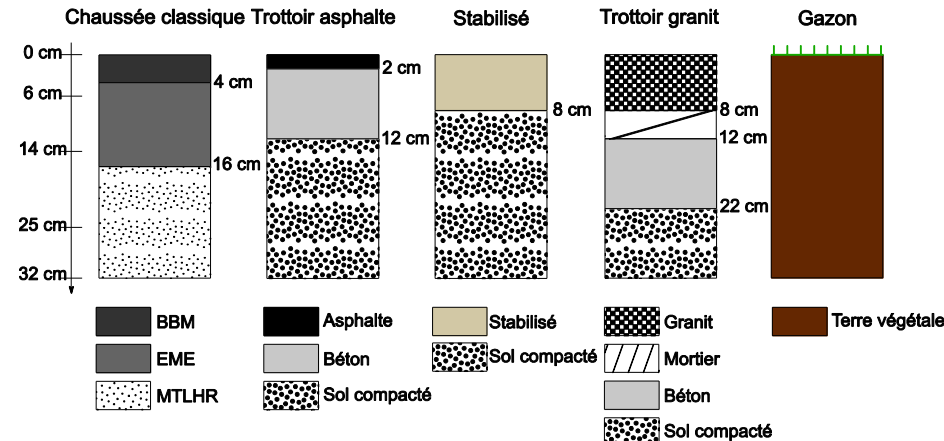 Chaussée classique Trottoir asphalte Stabilisé Trottoir granit Gazon
0 cm
4 cm
2 cm
6 cm
8 cm
8 cm
12 cm
12 cm
14 cm
16 cm
22 cm
25 cm
32 cm
BBM Asphalte Stabilisé Granit Terre végétale
EME Béton Sol compacté Mortier
MTLHR Sol compacté Béton
Sol compacté